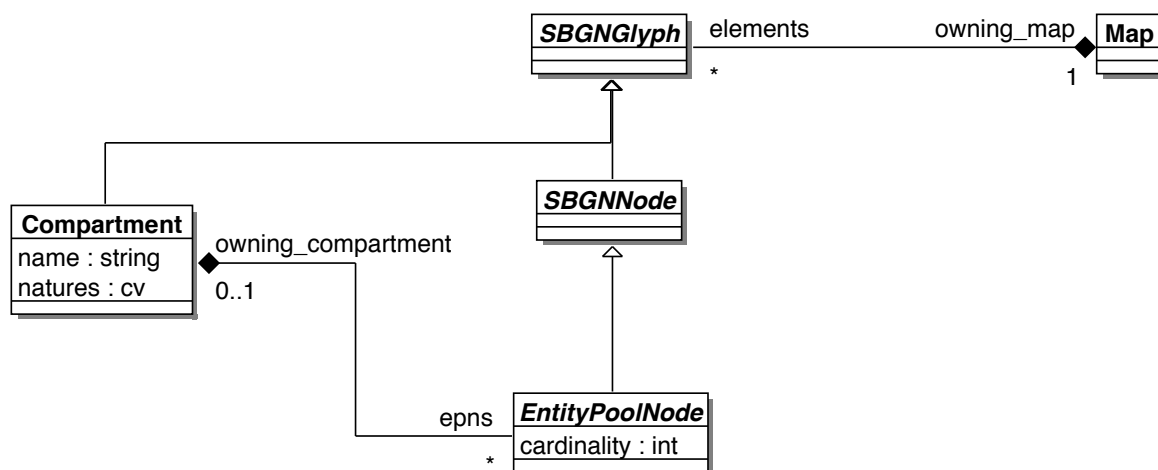 SBGNGlyph
elements
owning_map
Map
*
1
SBGNNode
Compartment
name : string
natures : cv
owning_compartment
0..1
EntityPoolNode
cardinality : int
epns
*